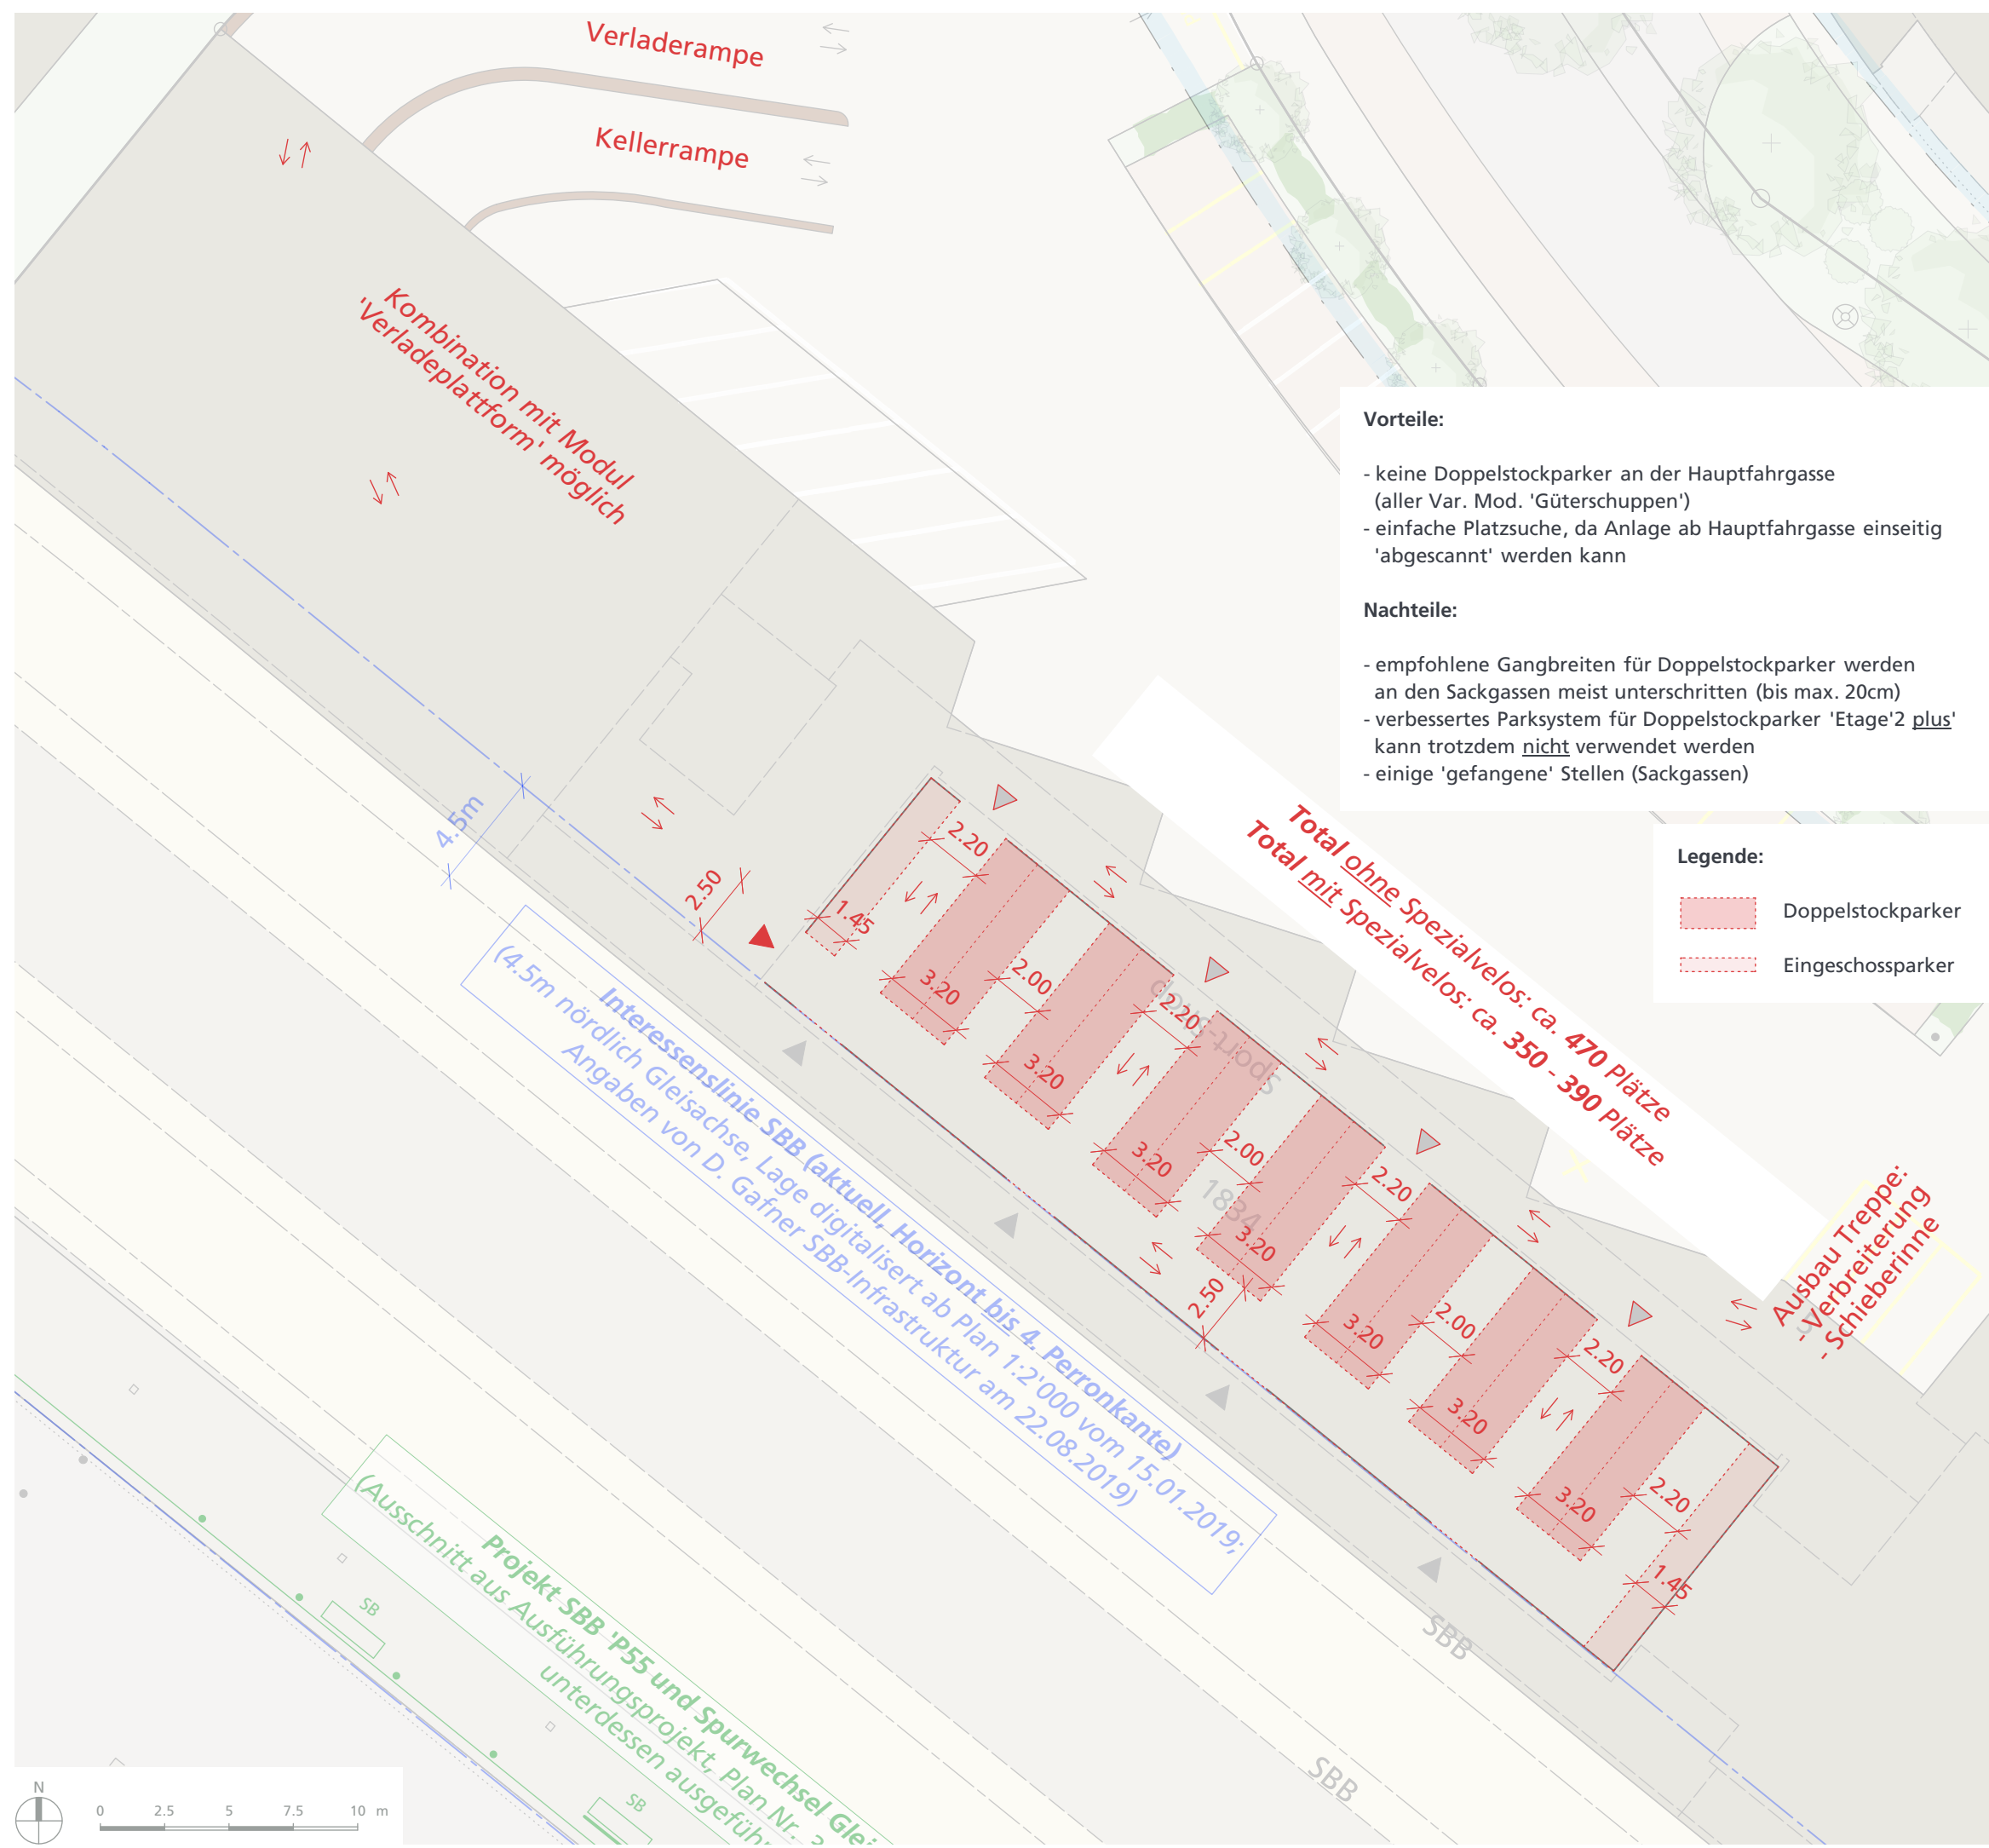 Verladerampe
Kellerrampe
Kombination mit Modul
'Verladeplattform' möglich
Vorteile:
- keine Doppelstockparker an der Hauptfahrgasse
(aller Var. Mod. 'Güterschuppen')
- einfache Platzsuche, da Anlage ab Hauptfahrgasse einseitig
'abgescannt' werden kann
Nachteile:
- empfohlene Gangbreiten für Doppelstockparker werden
an den Sackgassen meist unterschritten (bis max. 20cm)
- verbessertes Parksystem für Doppelstockparker 'Etage'2 plus'
kann trotzdem nicht verwendet werden
- einige 'gefangene' Stellen (Sackgassen)
Legende:
Doppelstockparker
Eingeschossparker
Total ohne Spezialvelos: ca. 470 Plätze
Total mit Spezialvelos: ca. 350 - 390 Plätze
4.5m
2.50
2.20
1.45
3.20
2.00
3.20
2.20
3.20
2.00
3.20
2.50
2.20
3.20
2.00
3.20
2.20
3.20
2.20
1.45
1834
Ausbau Treppe:
- Verbreiterung
- Schieberinne
Interessenslinie SBB (aktuell, Horizont bis 4. Perronkante)
(4.5m nördlich Gleisachse, Lage digitalisert ab Plan 1:2'000 vom 15.01.2019;
Angaben von D. Gafner SBB-Infrastruktur am 22.08.2019)
Projekt SBB 'P55 und Spurwechsel Glei
(Ausschnitt aus Ausführungsprojekt, Plan Nr. 3
unterdessen ausgeführ
SB
SB
SBB
SBB
N
0 2.5 5 7.5 10 m